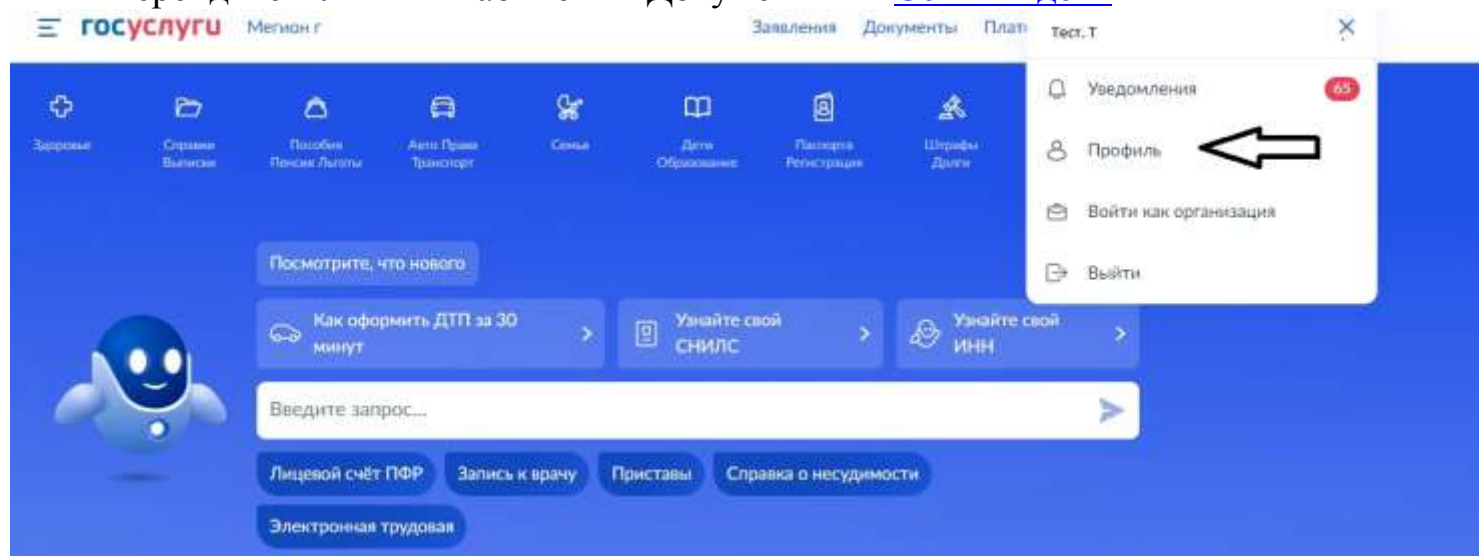 госуслуги Мегион г Заявления Документы Плат Тест. Т
Уведомления 65
Профиль
Войти как организация
Выйти
Здоровье Справки Выписки Пособия Пенсия Льготы Авто Права Транспорт Семья Дети Образование Паспорта Регистрация Штрафы Долги
Посмотрите, что нового
Как оформить ДТП за 30 минут
Узнайте свой СНИЛС
Узнайте свой ИНН
Введите запрос...
Лицевой счёт ПФР Запись к врачу Приставы Справка о несудимости
Электронная трудовая